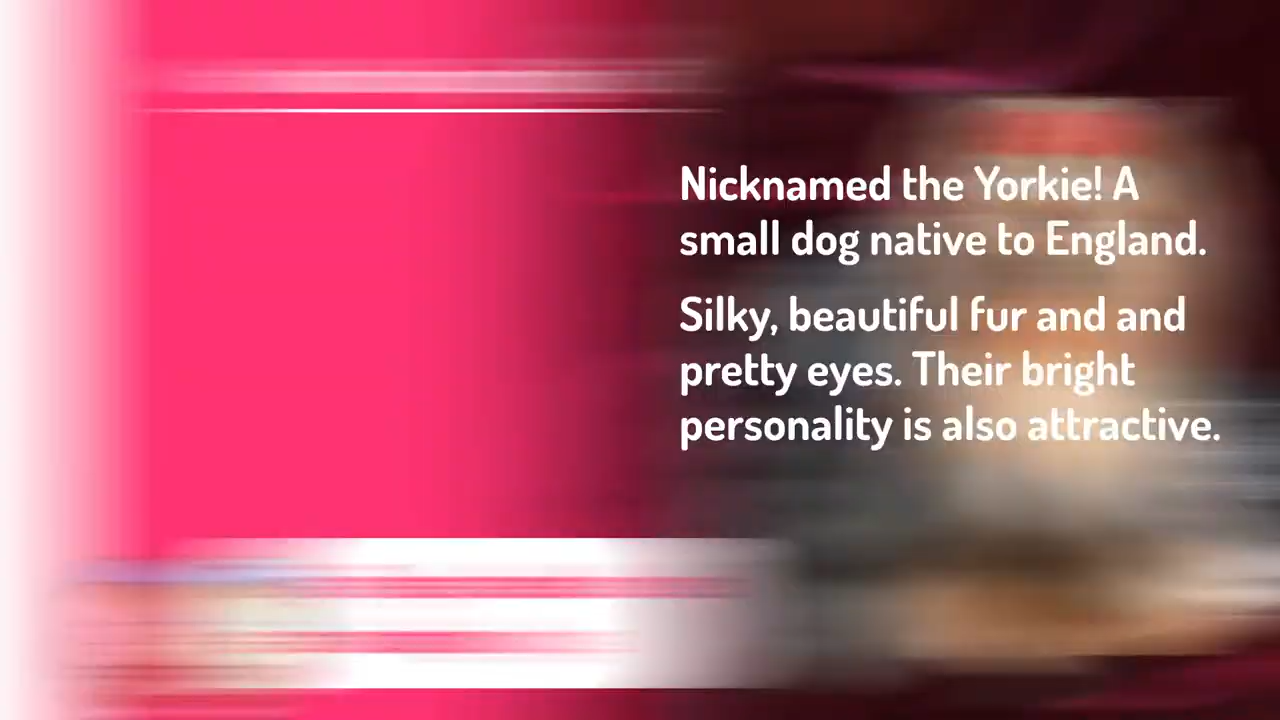 Nicknamed the Yorkie! A
small dog native to England.
Silky, beautiful fur and and
pretty eyes. Their bright
personality is also attractive.